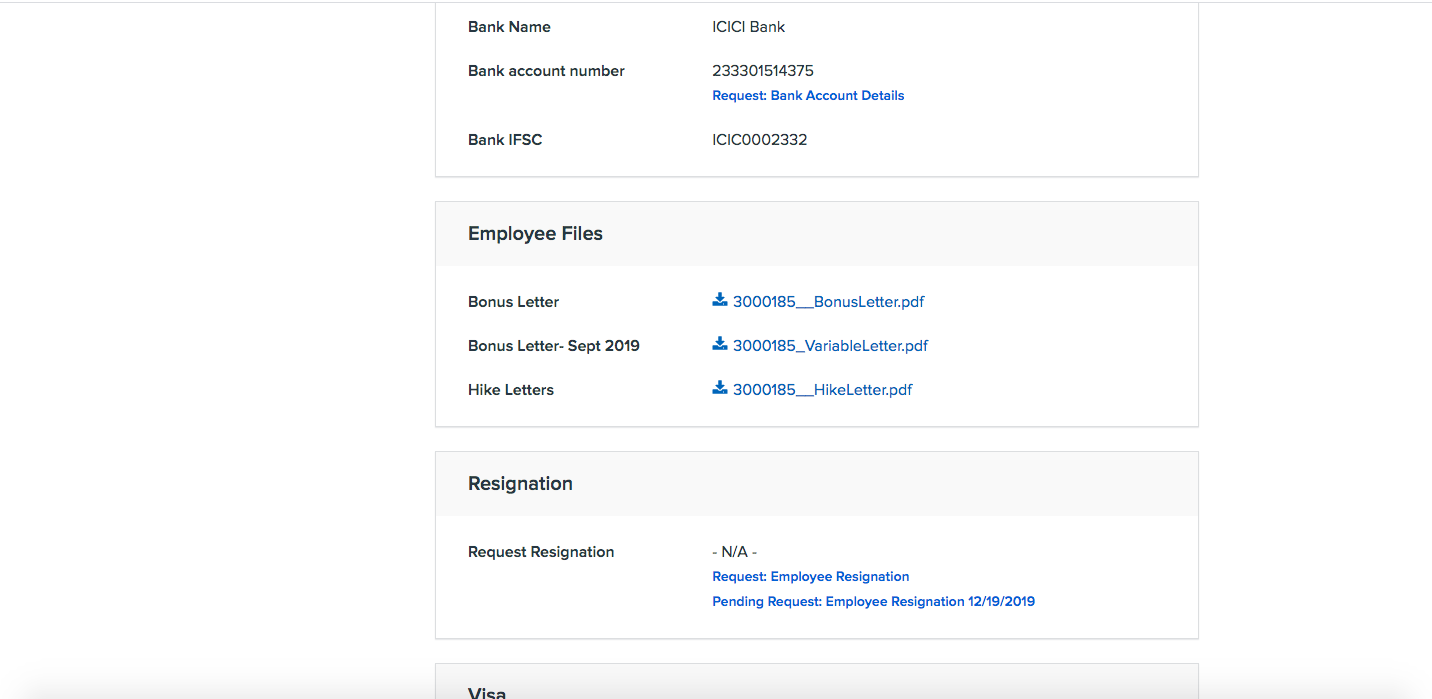 Bank Name ICICI Bank
Bank account number 233301514375
Request: Bank Account Details
Bank IFSC ICIC0002332
Employee Files
Bonus Letter 3000185__BonusLetter.pdf
Bonus Letter- Sept 2019 3000185_VariableLetter.pdf
Hike Letters 3000185__HikeLetter.pdf
Resignation
Request Resignation - N/A -
Request: Employee Resignation
Pending Request: Employee Resignation 12/19/2019
Visa